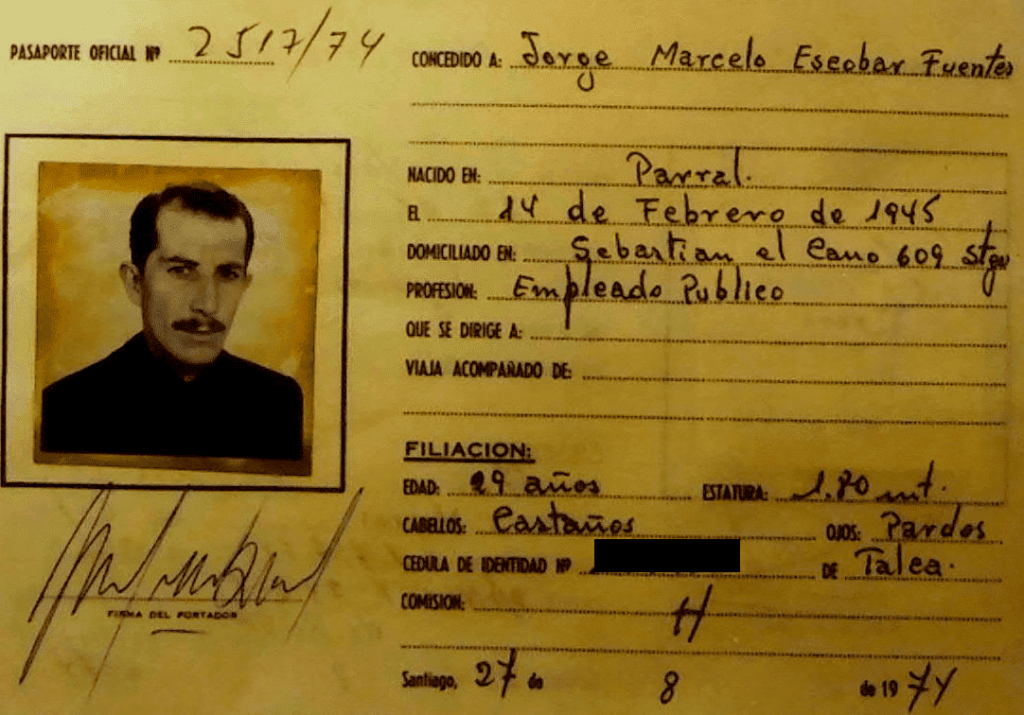 PASAPORTE OFICIAL Nº 2517/74
CONCEDIDO A: Jorge Marcelo Escobar Fuentes
NACIDO EN: Parral.
EL 14 de Febrero de 1945
DOMICILIADO EN: Sebastian el Cano 609 Stgo
PROFESION: Empleado Publico
QUE SE DIRIGE A:
VIAJA ACOMPAÑADO DE:
FILIACION:
EDAD: 29 años ESTATURA: 1.80 mt.
CABELLOS: Castaños OJOS: Pardos
CEDULA DE IDENTIDAD Nº DE Talca.
COMISION:
FIRMA DEL PORTADOR
Santiago, 27 de 8 de 1974